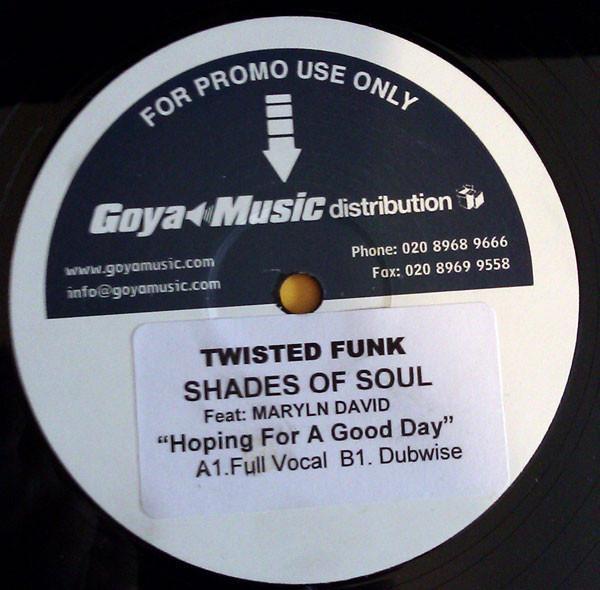 FOR PROMO USE ONLY
Goya Music distribution
www.goyamusic.com
info@goyamusic.com
Phone: 020 8968 9666
Fax: 020 8969 9558
TWISTED FUNK
SHADES OF SOUL
Feat: MARYLN DAVID
“Hoping For A Good Day”
A1.Full Vocal B1. Dubwise